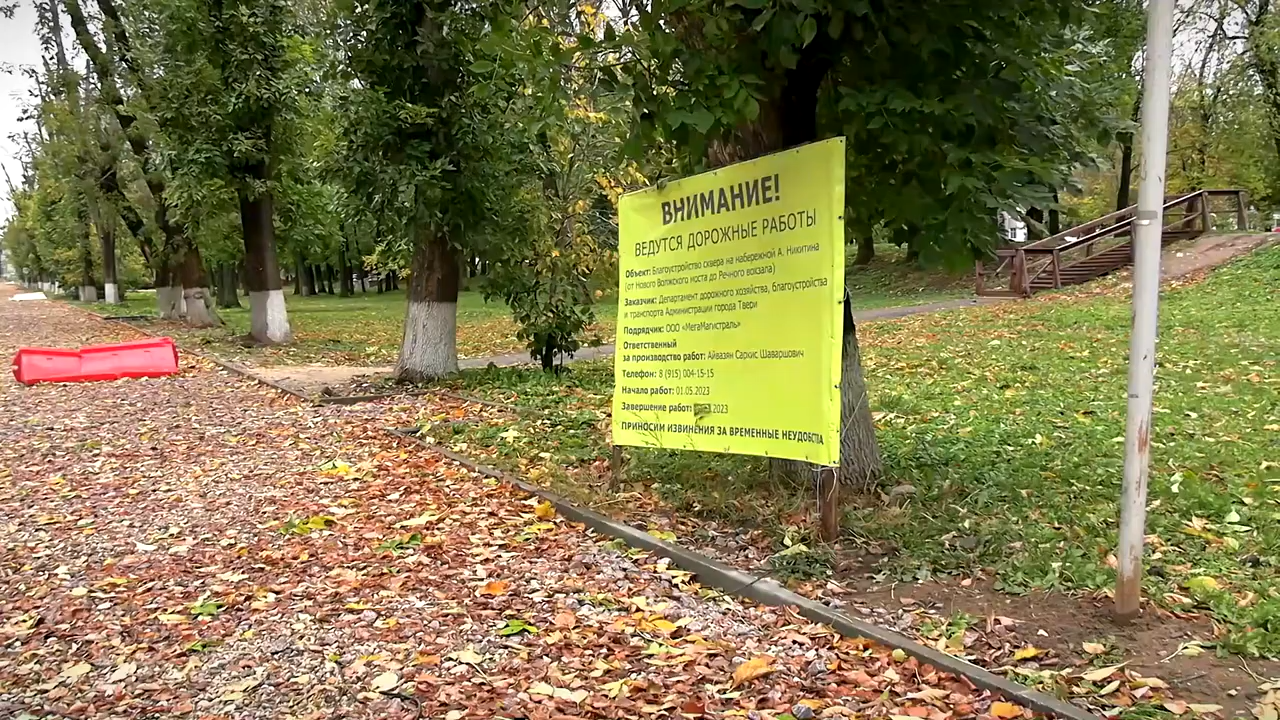 ВНИМАНИЕ!
ВЕДУТСЯ ДОРОЖНЫЕ РАБОТЫ
Объект: Благоустройство сквера на набережной А. Никитина
(от Нового Волжского моста до Речного вокзала)
Заказчик: Департамент дорожного хозяйства, благоустройства
и транспорта Администрации города Твери
Подрядчик: ООО «МегаМагистраль»
Ответственный
за производство работ: Айвазян Саркис Шаваршович
Телефон: 8 (915) 004-15-15
Начало работ: 01.05.2023
Завершение работ: .2023
ПРИНОСИМ ИЗВИНЕНИЯ ЗА ВРЕМЕННЫЕ НЕУДОБСТВА